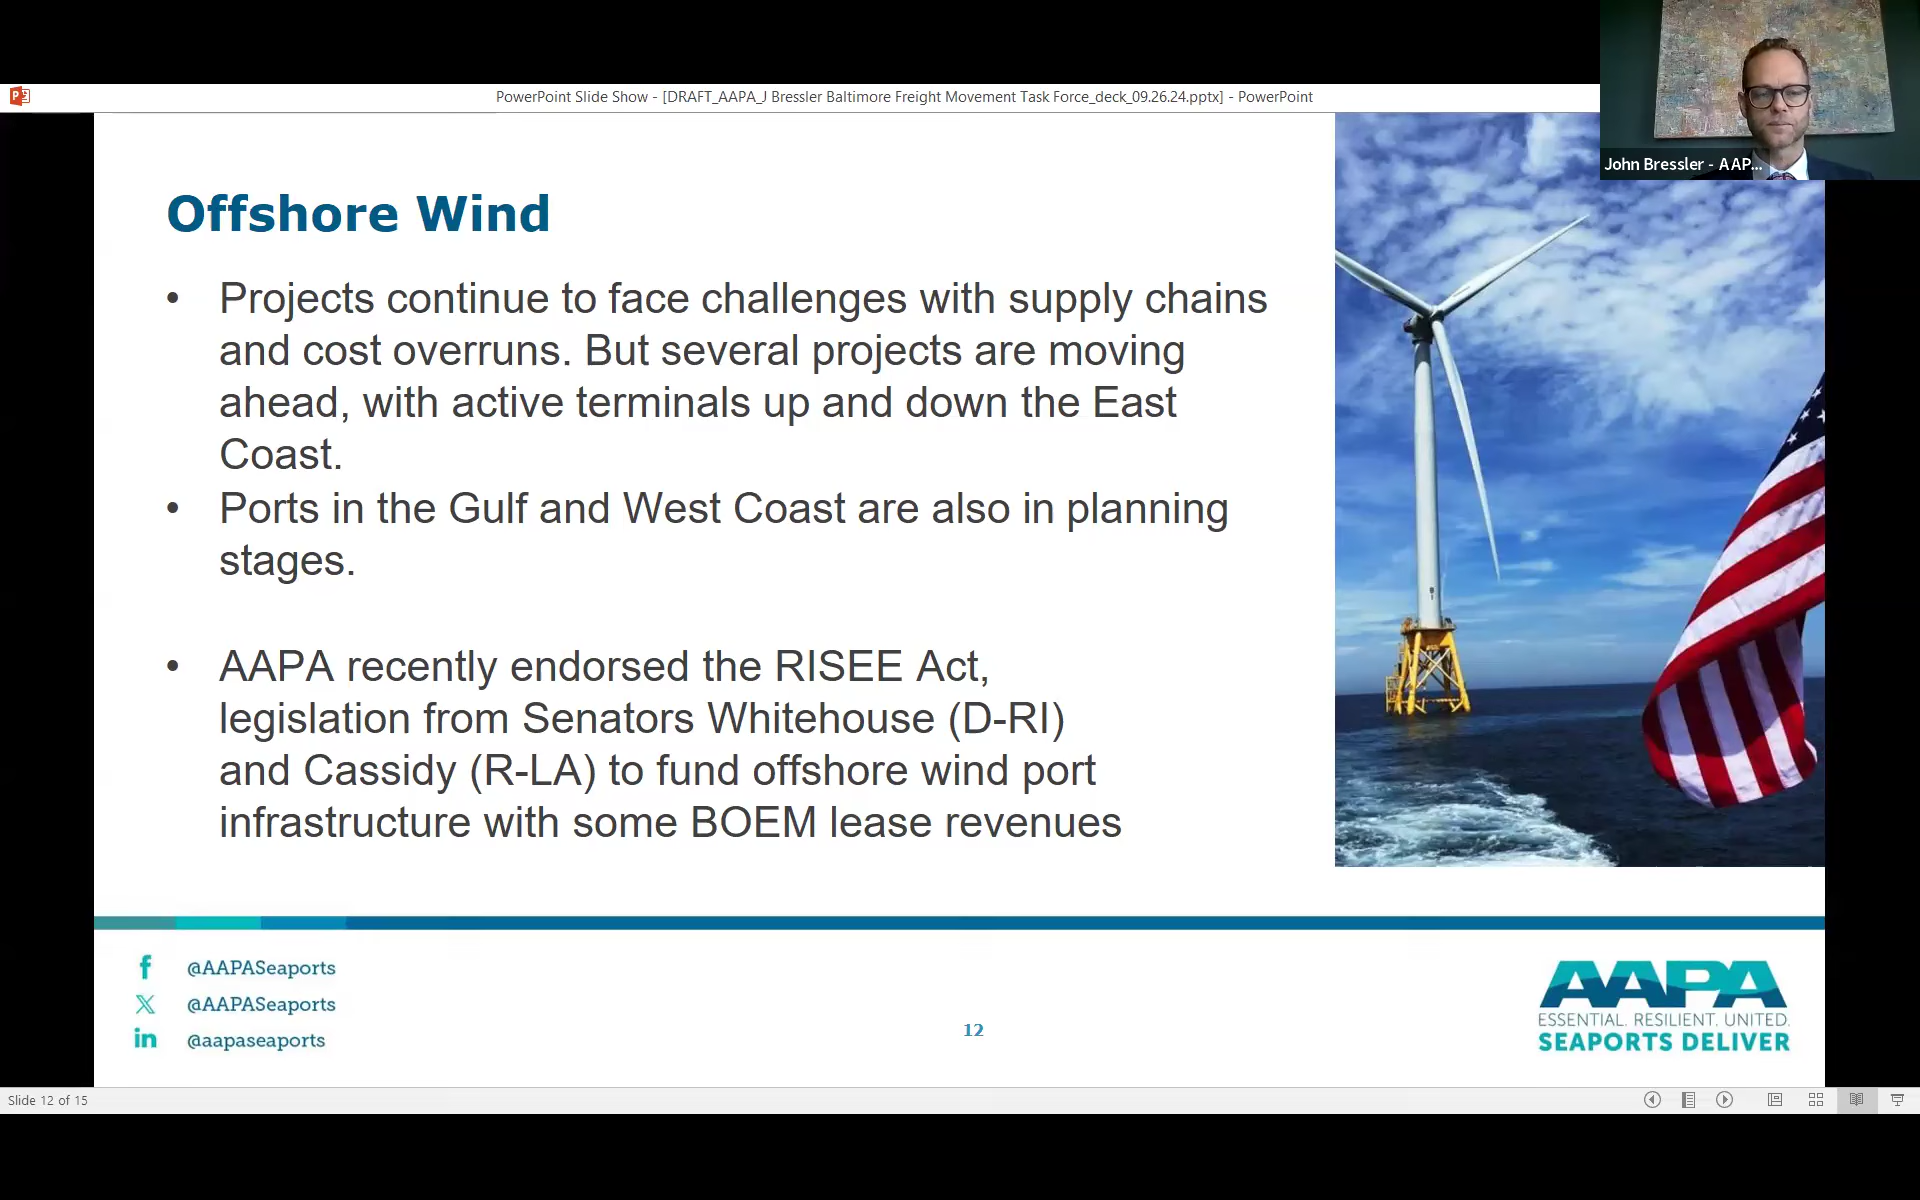 PowerPoint Slide Show - [DRAFT_AAPA_J Bressler Baltimore Freight Movement Task Force_deck_09.26.24.pptx] - PowerPoint
John Bressler - AAP...
Offshore Wind
• Projects continue to face challenges with supply chains
and cost overruns. But several projects are moving
ahead, with active terminals up and down the East
Coast.
• Ports in the Gulf and West Coast are also in planning
stages.
• AAPA recently endorsed the RISEE Act,
legislation from Senators Whitehouse (D-RI)
and Cassidy (R-LA) to fund offshore wind port
infrastructure with some BOEM lease revenues
@AAPASeaports
@AAPASeaports
@aapaseaports
12
AAPA
ESSENTIAL. RESILIENT. UNITED.
SEAPORTS DELIVER
Slide 12 of 15